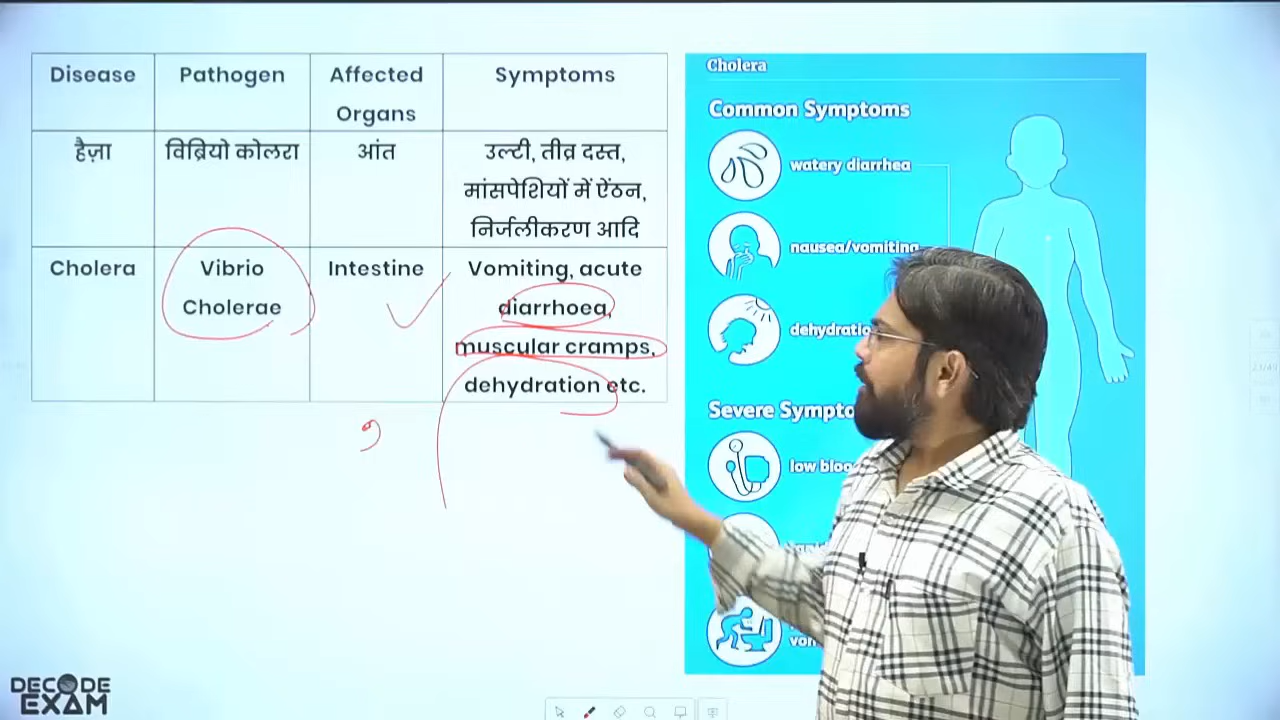 Disease Pathogen Affected Organs Symptoms
हैज़ा विब्रियो कोलरा आंत उल्टी, तीव्र दस्त,
मांसपेशियों में ऐंठन,
निर्जलीकरण आदि
Cholera Vibrio Cholerae Intestine Vomiting, acute
diarrhoea,
muscular cramps,
dehydration etc.
Cholera
Common Symptoms
watery diarrhea
nausea/vomiting
Severe
low
DECODE
EXAM